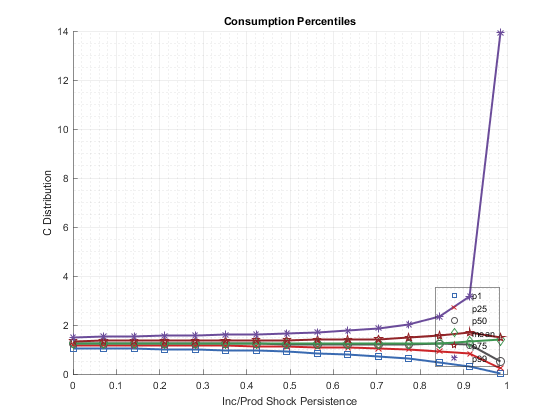 Consumption Percentiles
14
12
10
8
6
4
2
0
C Distribution
p1
p25
p50
mean
p75
p99
0 0.1 0.2 0.3 0.4 0.5 0.6 0.7 0.8 0.9 1
Inc/Prod Shock Persistence